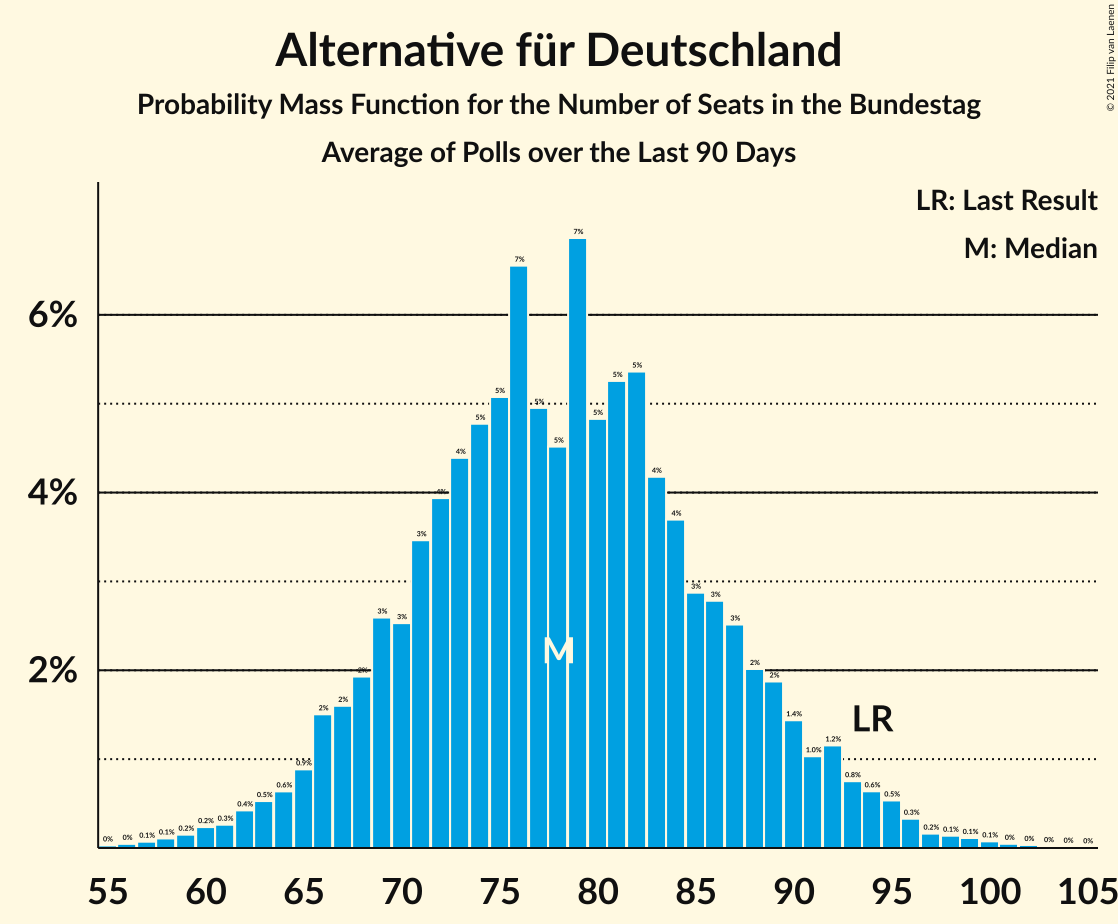 Alternative für Deutschland
Probability Mass Function for the Number of Seats in the Bundestag
Average of Polls over the Last 90 Days
© 2021 Filip van Laenen
LR: Last Result
M: Median
6%
4%
2%
0% 0% 0.1% 0.1% 0.2% 0.2% 0.3% 0.4% 0.5% 0.6% 0.9% 2% 2% 2% 3% 3% 3% 4% 4% 5% 5% 7% 5% 5% 7% 5% 5% 5% 4% 4% 3% 3% 3% 2% 2% 1.4% 1.0% 1.2% 0.8% 0.6% 0.5% 0.3% 0.2% 0.1% 0.1% 0.1% 0% 0% 0% 0% 0%
M
LR
55 60 65 70 75 80 85 90 95 100 105